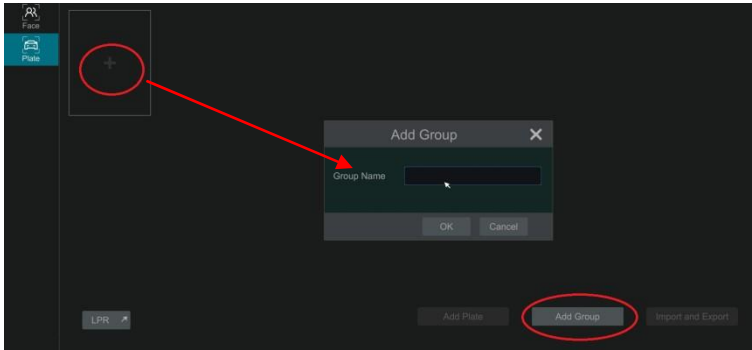 Face
Plate
Add Group
Group Name
OK Cancel
LPR Add Plate Add Group Import and Export